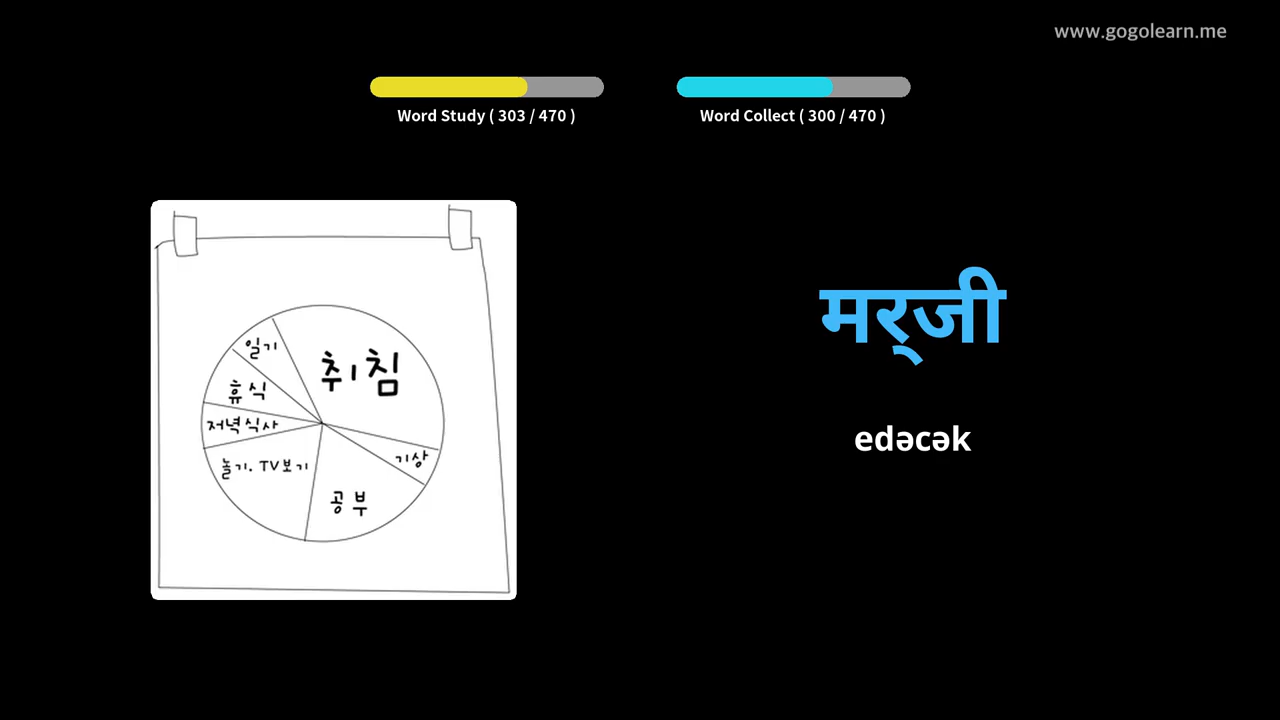 www.gogolearn.me
Word Study ( 303 / 470 )
Word Collect ( 300 / 470 )
일기
취침
휴식
저녁식사
놀기. TV보기
기상
공부
मर्‌जी
edəcək